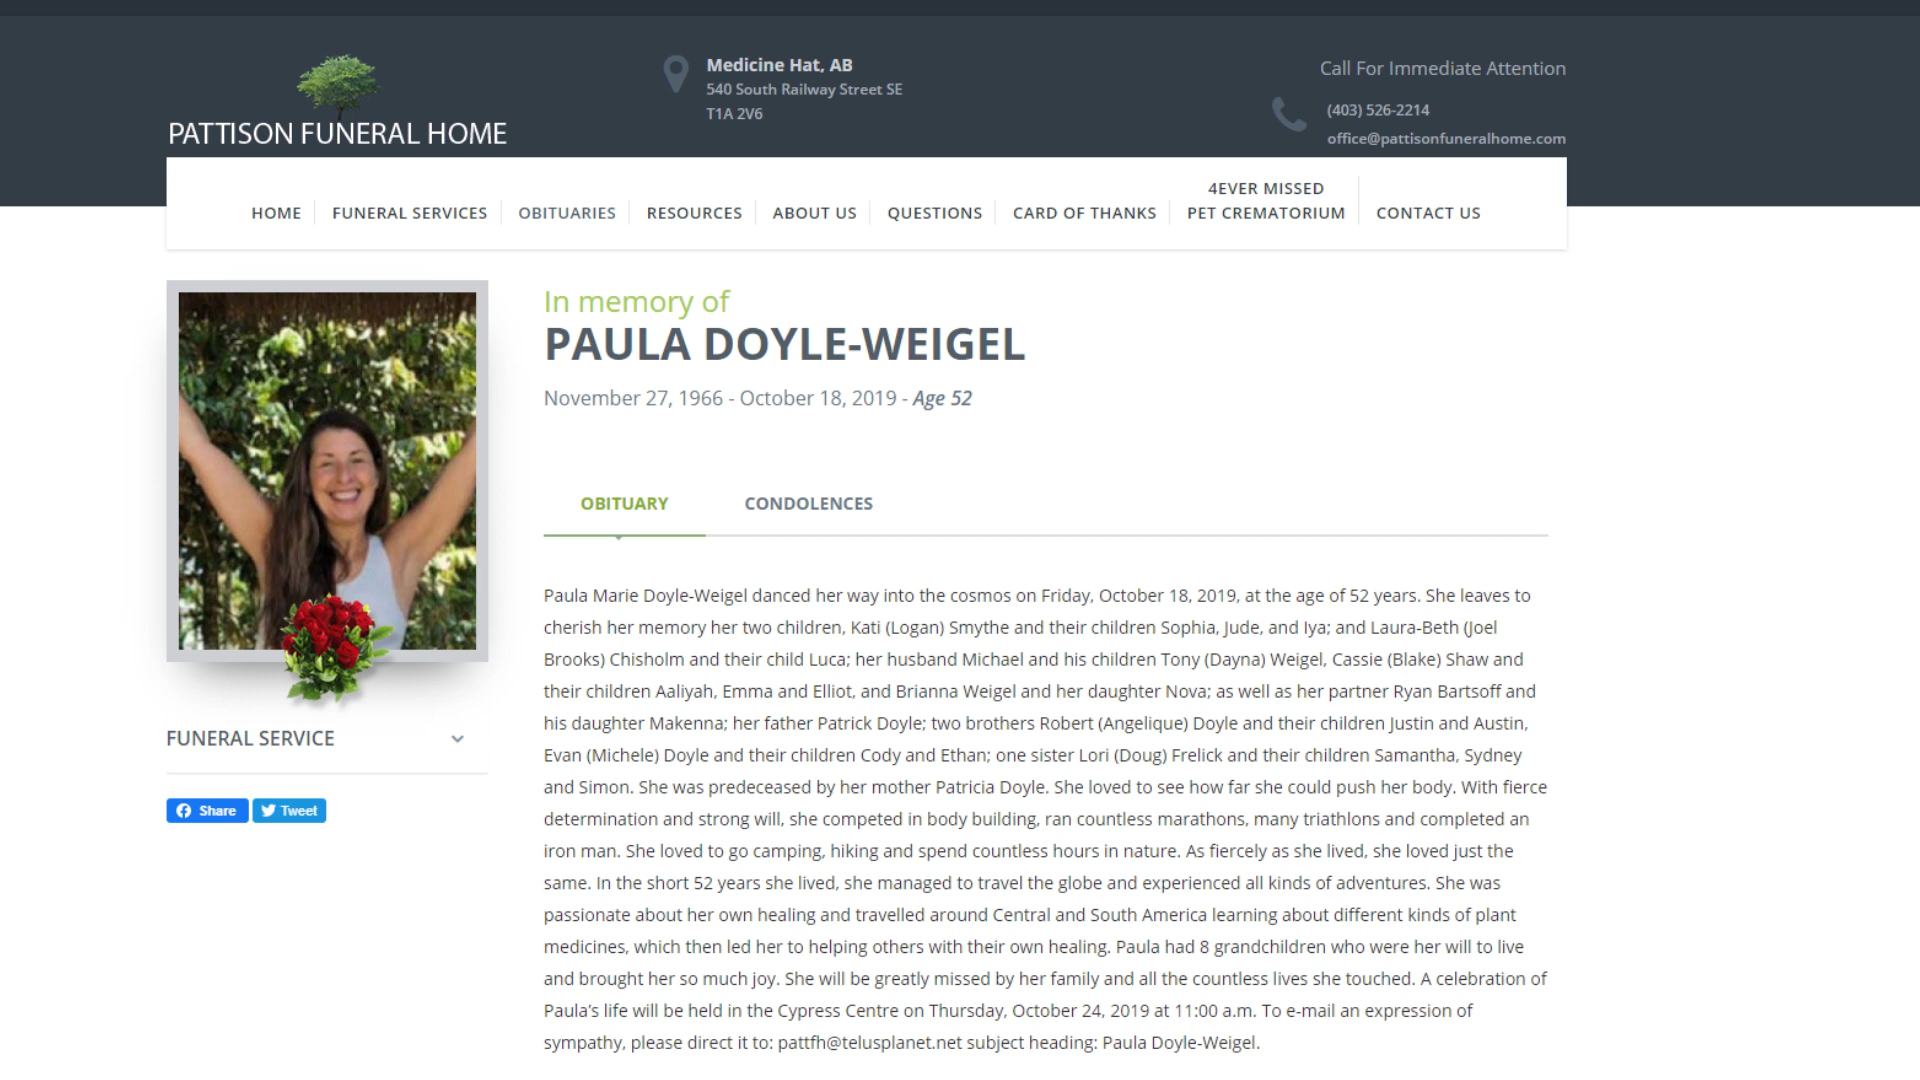 Medicine Hat, AB
540 South Railway Street SE
T1A 2V6
Call For Immediate Attention
(403) 526-2214
office@pattisonfuneralhome.com
PATTISON FUNERAL HOME
HOME
FUNERAL SERVICES
OBITUARIES
RESOURCES
ABOUT US
QUESTIONS
CARD OF THANKS
4EVER MISSED
PET CREMATORIUM
CONTACT US
In memory of
PAULA DOYLE-WEIGEL
November 27, 1966 - October 18, 2019 - Age 52
OBITUARY
CONDOLENCES
Paula Marie Doyle-Weigel danced her way into the cosmos on Friday, October 18, 2019, at the age of 52 years. She leaves to
cherish her memory her two children, Kati (Logan) Smythe and their children Sophia, Jude, and Iya; and Laura-Beth (Joel
Brooks) Chisholm and their child Luca; her husband Michael and his children Tony (Dayna) Weigel, Cassie (Blake) Shaw and
their children Aaliyah, Emma and Elliot, and Brianna Weigel and her daughter Nova; as well as her partner Ryan Bartsoff and
his daughter Makenna; her father Patrick Doyle; two brothers Robert (Angelique) Doyle and their children Justin and Austin,
Evan (Michele) Doyle and their children Cody and Ethan; one sister Lori (Doug) Frelick and their children Samantha, Sydney
and Simon. She was predeceased by her mother Patricia Doyle. She loved to see how far she could push her body. With fierce
determination and strong will, she competed in body building, ran countless marathons, many triathlons and completed an
iron man. She loved to go camping, hiking and spend countless hours in nature. As fiercely as she lived, she loved just the
same. In the short 52 years she lived, she managed to travel the globe and experienced all kinds of adventures. She was
passionate about her own healing and travelled around Central and South America learning about different kinds of plant
medicines, which then led her to helping others with their own healing. Paula had 8 grandchildren who were her will to live
and brought her so much joy. She will be greatly missed by her family and all the countless lives she touched. A celebration of
Paula's life will be held in the Cypress Centre on Thursday, October 24, 2019 at 11:00 a.m. To e-mail an expression of
sympathy, please direct it to: pattfh@telusplanet.net subject heading: Paula Doyle-Weigel.
FUNERAL SERVICE
Share
Tweet